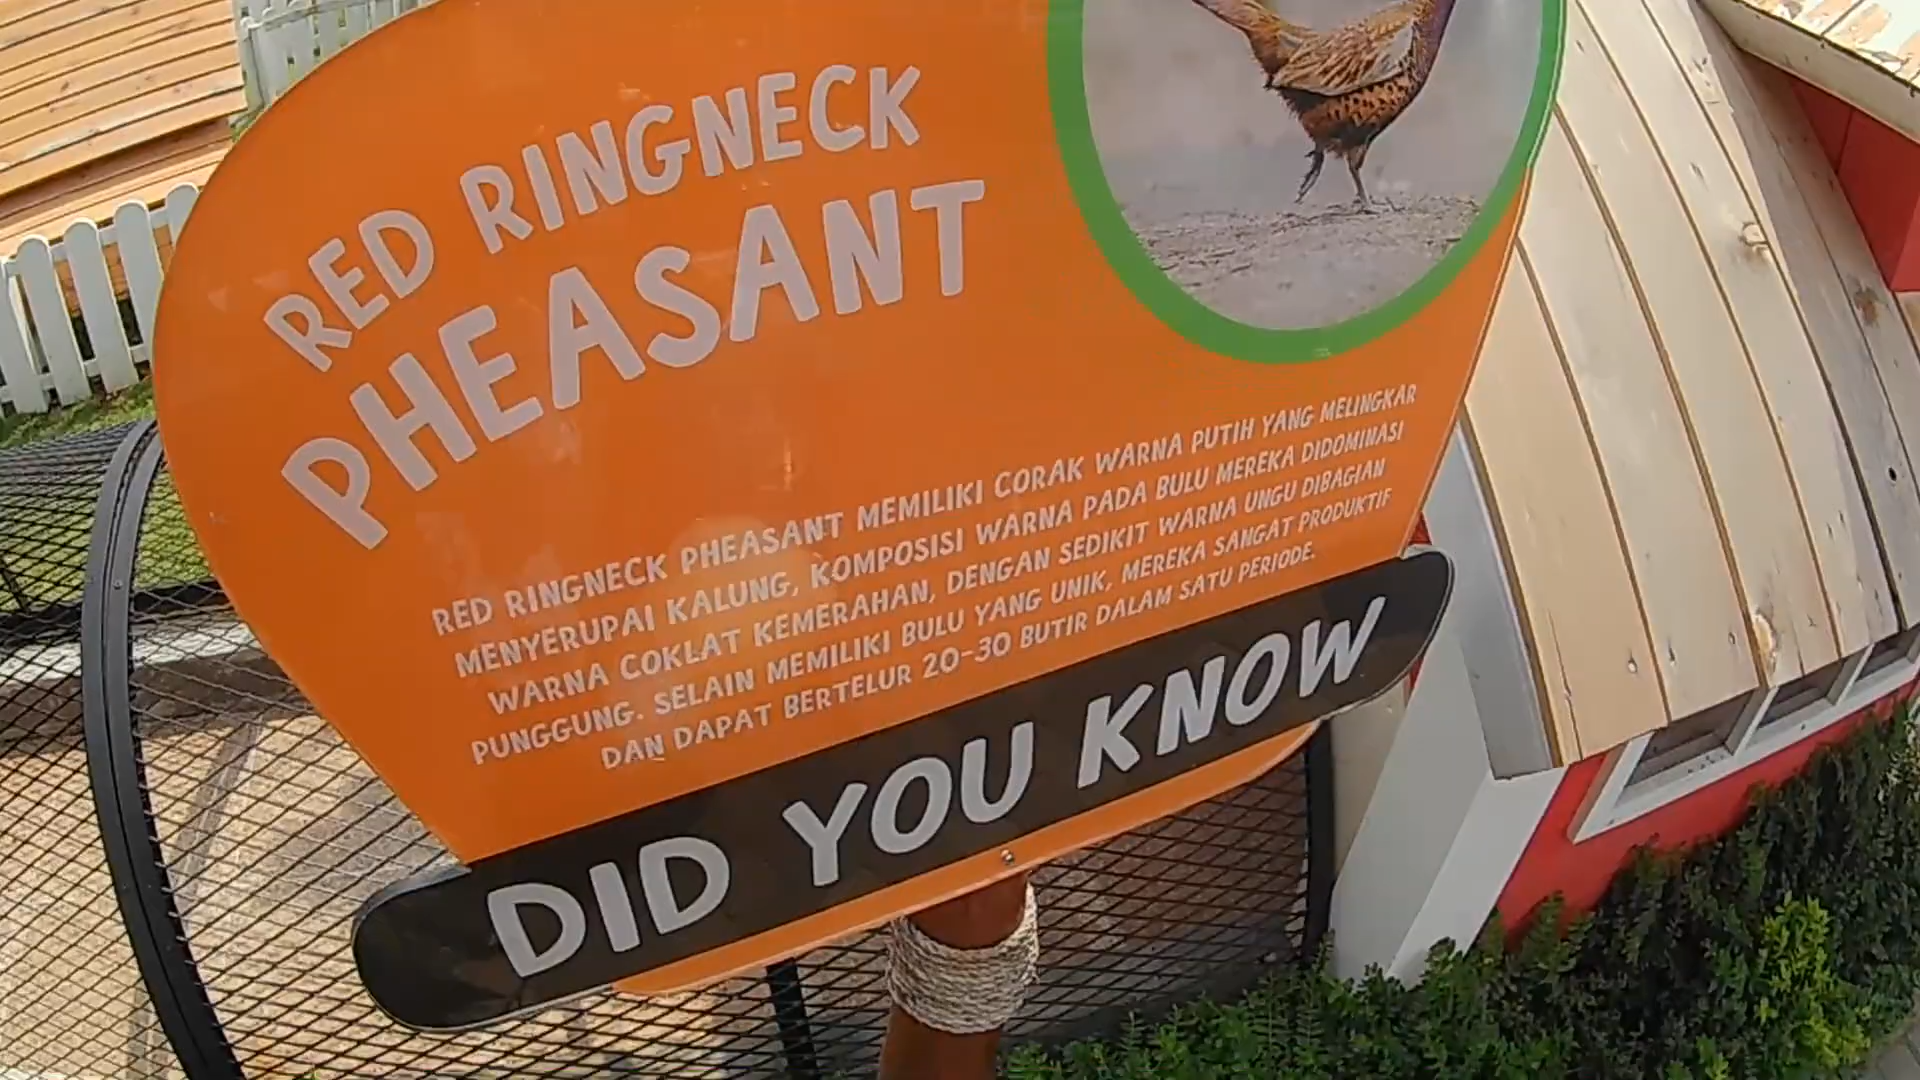 RED RINGNECK
PHEASANT
RED RINGNECK PHEASANT MEMILIKI CORAK WARNA PUTIH YANG MELINGKAR
MENYERUPAI KALUNG, KOMPOSISI WARNA PADA BULU MEREKA DIDOMINASI
WARNA COKLAT KEMERAHAN, DENGAN SEDIKIT WARNA UNGU DIBAGIAN
PUNGGUNG. SELAIN MEMILIKI BULU YANG UNIK, MEREKA SANGAT PRODUKTIF
DAN DAPAT BERTELUR 20-30 BUTIR DALAM SATU PERIODE.
DID YOU KNOW